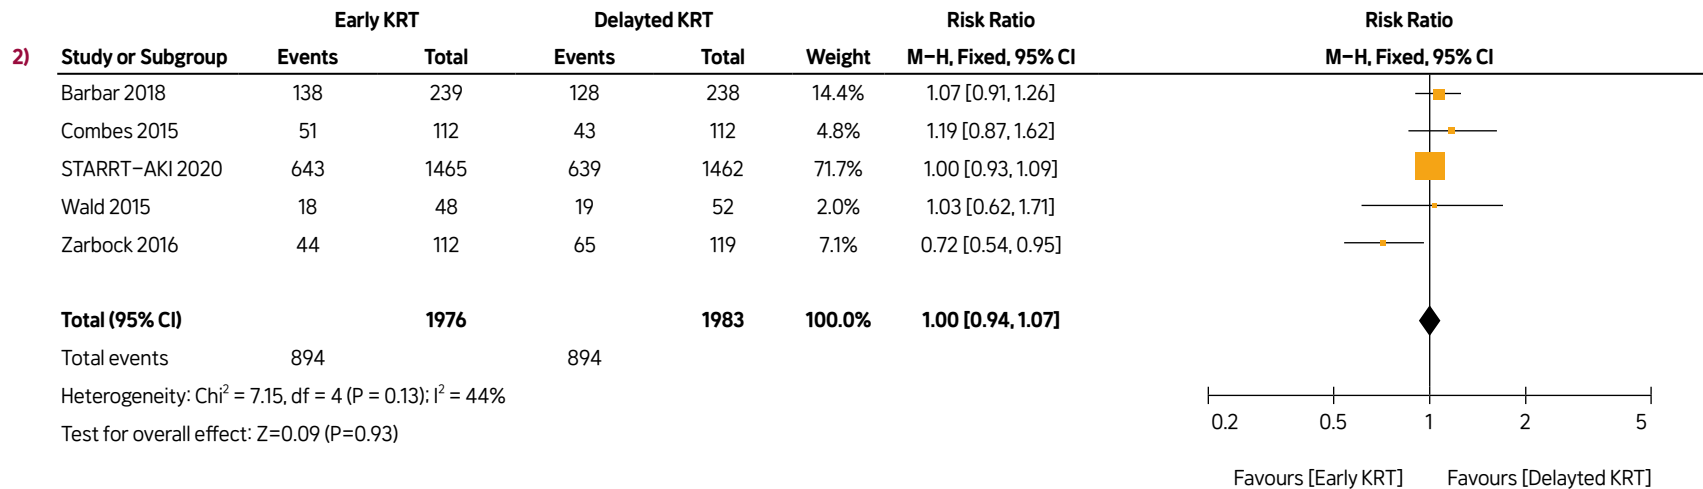 Early KRT Delayted KRT Risk Ratio Risk Ratio
2) Study or Subgroup Events Total Events Total Weight M-H, Fixed, 95% CI M-H, Fixed, 95% CI
Barbar 2018 138 239 128 238 14.4% 1.07 [0.91, 1.26]
Combes 2015 51 112 43 112 4.8% 1.19 [0.87, 1.62]
STARRT-AKI 2020 643 1465 639 1462 71.7% 1.00 [0.93, 1.09]
Wald 2015 18 48 19 52 2.0% 1.03 [0.62, 1.71]
Zarbock 2016 44 112 65 119 7.1% 0.72 [0.54, 0.95]
Total (95% CI) 1976 1983 100.0% 1.00 [0.94, 1.07]
Total events 894 894
Heterogeneity: Chi² = 7.15, df = 4 (P = 0.13); I² = 44%
Test for overall effect: Z=0.09 (P=0.93)
0.2 0.5 1 2 5
Favours [Early KRT] Favours [Delayted KRT]